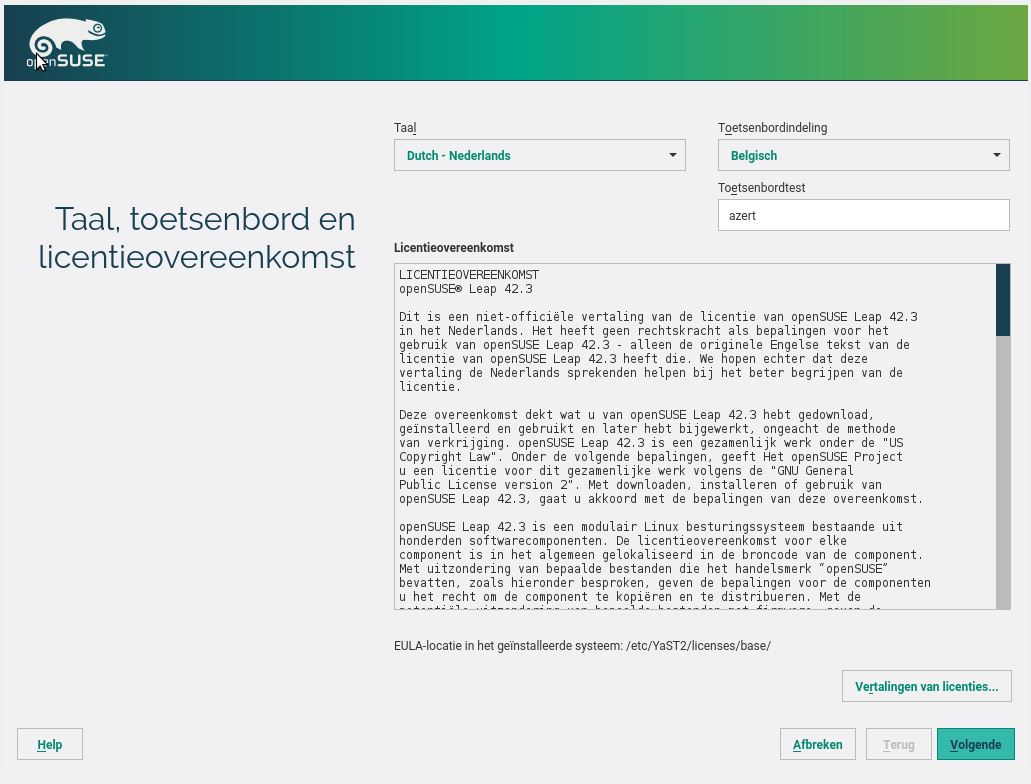 openSUSE
Taal
Toetsenbordindeling
Dutch - Nederlands
Belgisch
Toetsenbordtest
azert
Taal, toetsenbord en
licentieovereenkomst
Licentieovereenkomst
LICENTIEOVEREENKOMST
openSUSE® Leap 42.3
Dit is een niet-officiële vertaling van de licentie van openSUSE Leap 42.3
in het Nederlands. Het heeft geen rechtskracht als bepalingen voor het
gebruik van openSUSE Leap 42.3 - alleen de originele Engelse tekst van de
licentie van openSUSE Leap 42.3 heeft die. We hopen echter dat deze
vertaling de Nederlands sprekenden helpen bij het beter begrijpen van de
licentie.
Deze overeenkomst dekt wat u van openSUSE Leap 42.3 hebt gedownload,
geïnstalleerd en gebruikt en later hebt bijgewerkt, ongeacht de methode
van verkrijging. openSUSE Leap 42.3 is een gezamenlijk werk onder de "US
Copyright Law". Onder de volgende bepalingen, geeft Het openSUSE Project
u een licentie voor dit gezamenlijke werk volgens de "GNU General
Public License version 2". Met downloaden, installeren of gebruik van
openSUSE Leap 42.3, gaat u akkoord met de bepalingen van deze overeenkomst.
openSUSE Leap 42.3 is een modulair Linux besturingssysteem bestaande uit
honderden softwarecomponenten. De licentieovereenkomst voor elke
component is in het algemeen gelokaliseerd in de broncode van de component.
Met uitzondering van bepaalde bestanden die het handelsmerk “openSUSE”
bevatten, zoals hieronder besproken, geven de bepalingen voor de componenten
u het recht om de component te kopiëren en te distribueren. Met de
potentiële uitzondering van bepaalde bestanden met firmware, geven de
EULA-locatie in het geïnstalleerde systeem: /etc/YaST2/licenses/base/
Vertalingen van licenties...
Help
Afbreken
Terug
Volgende